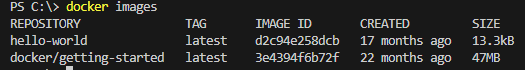 PS C:\> docker images
REPOSITORY TAG IMAGE ID CREATED SIZE
hello-world latest d2c94e258dcb 17 months ago 13.3kB
docker/getting-started latest 3e4394f6b72f 22 months ago 47MB